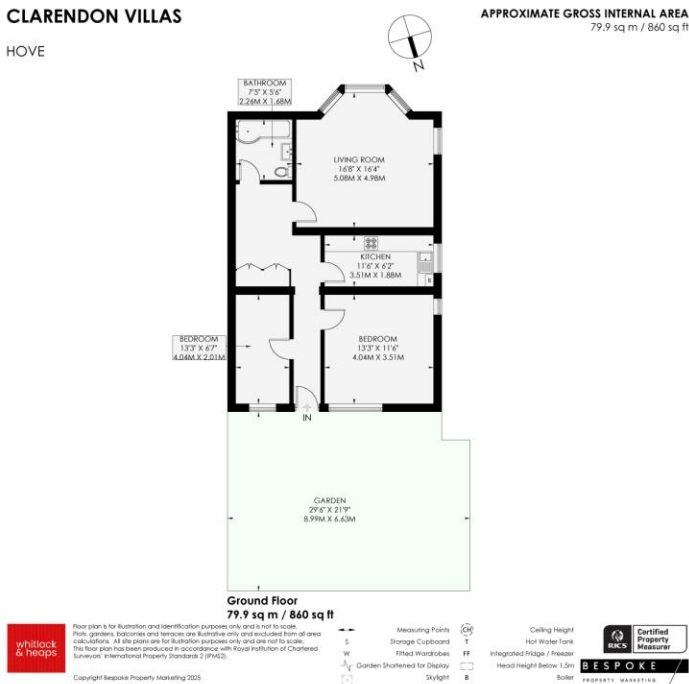 CLARENDON VILLAS
HOVE
APPROXIMATE GROSS INTERNAL AREA
79.9 sq m / 860 sq ft
N
BATHROOM
7'5" X 5'6"
2.26M X 1.68M
LIVING ROOM
16'8" X 16'4"
5.08M X 4.98M
KITCHEN
11'6" X 6'2"
3.51M X 1.88M
B
BEDROOM
13'3" X 6'7"
4.04M X 2.01M
BEDROOM
13'3" X 11'6"
4.04M X 3.51M
IN
GARDEN
29'6" X 21'9"
8.99M X 6.63M
Ground Floor
79.9 sq m / 860 sq ft
whitlock
& heaps
Floor plan is for illustration and identification purposes only and is not to scale.
Plots, gardens, balconies and terraces are illustrative only and excluded from all area
calculations. All site plans are for illustration purposes only and are not to scale.
This floor plan has been produced in accordance with Royal Institution of Chartered
Surveyors' International Property Standards 2 (IPMS2).
Copyright Bespoke Property Marketing 2025
Measuring Points
S Storage Cupboard
W Fitted Wardrobes
Garden Shortened for Display
Skylight
CH Ceiling Height
T Hot Water Tank
FF Integrated Fridge / Freezer
Head Height Below 1.5m
B Boiler
RICS
Certified
Property
Measurer
BESPOKE
PROPERTY MARKETING